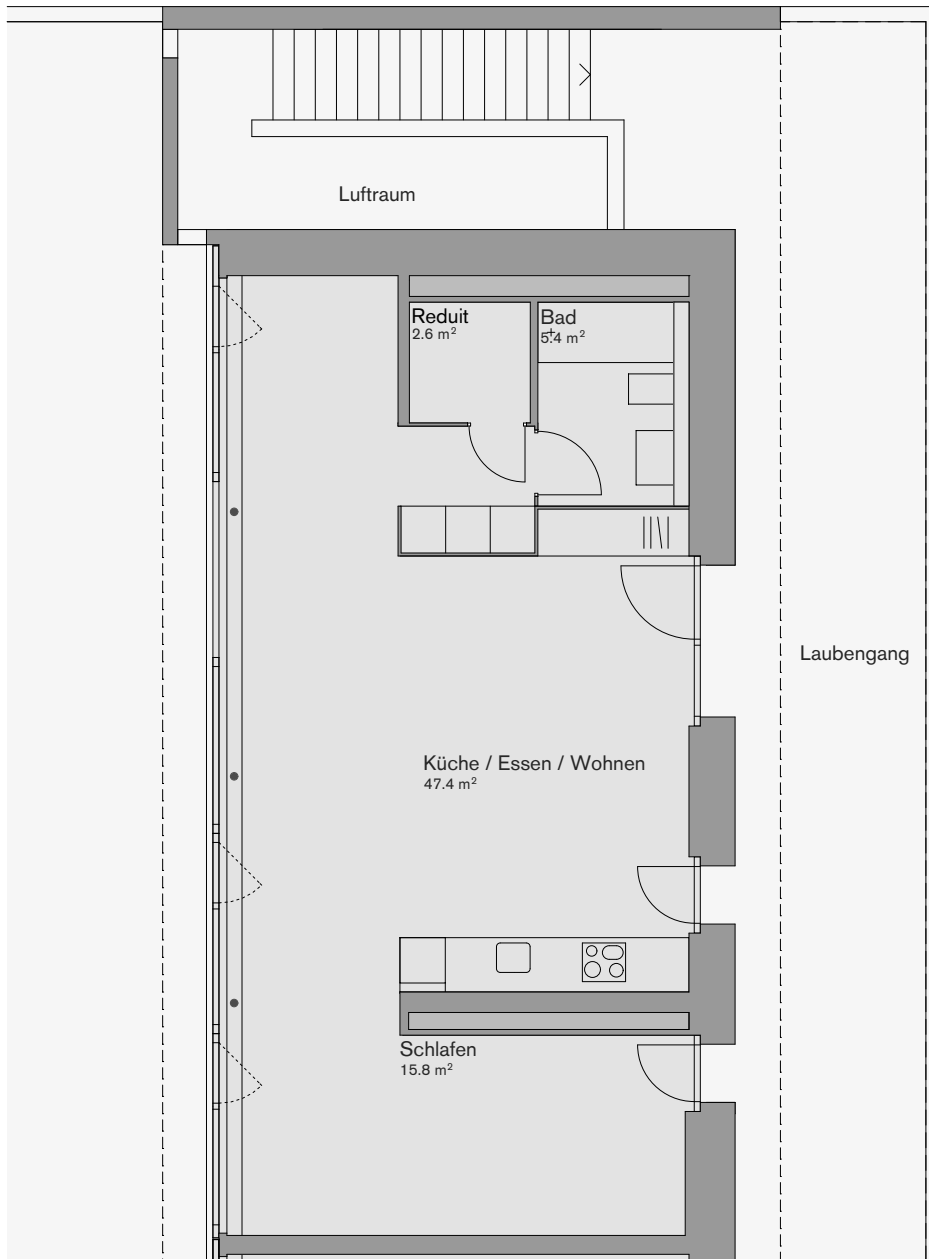 Luftraum
Reduit
2.6 m²
Bad
5.4 m²
Laubengang
Küche / Essen / Wohnen
47.4 m²
Schlafen
15.8 m²